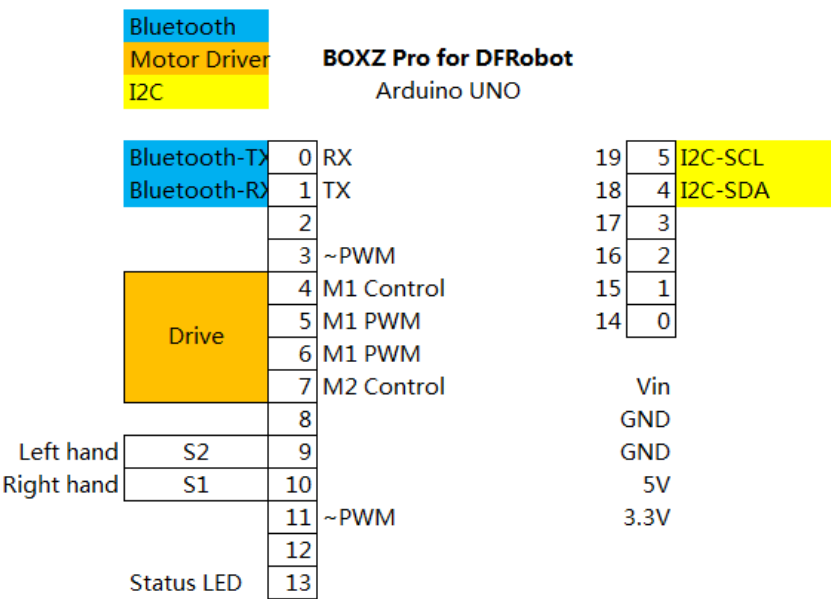 Bluetooth
Motor Driver
I2C
BOXZ Pro for DFRobot
Arduino UNO
Bluetooth-TX 0 RX 19 5 I2C-SCL
Bluetooth-RX 1 TX 18 4 I2C-SDA
2 17 3
3 ~PWM 16 2
4 M1 Control 15 1
Drive 5 M1 PWM 14 0
6 M1 PWM
7 M2 Control Vin
8 GND
Left hand S2 9 GND
Right hand S1 10 5V
11 ~PWM 3.3V
12
Status LED 13